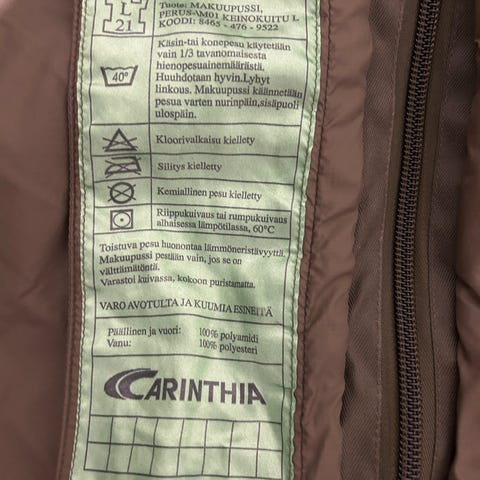 L
21
Tuote: MAKUUPUSSI,
PERUS-\M01 KEINOKUITU L
KOODI: 8465 - 476 - 9522
40°
Käsin-tai konepesu käytetään
vain 1/3 tavanomaisesta
hienopesuainemäärästä.
Huuhdotaan hyvin.Lyhyt
linkous. Makuupussi käännetään
pesua varten nurinpäin,sisäpuoli
ulospäin.
Kloorivalkaisu kielletty
Silitys kielletty
Kemiallinen pesu kielletty
Riippukuivaus tai rumpukuivaus
alhaisessa lämpötilassa, 60°C
Toistuva pesu huonontaa lämmöneristävyyttä.
Makuupussi pestään vain, jos se on
välttämätöntä.
Varastoi kuivassa, kokoon puristamatta.
VARO AVOTULTA JA KUUMIA ESINEITÄ
Päällinen ja vuori: 100% polyamidi
Vanu: 100% polyesteri
CARINTHIA